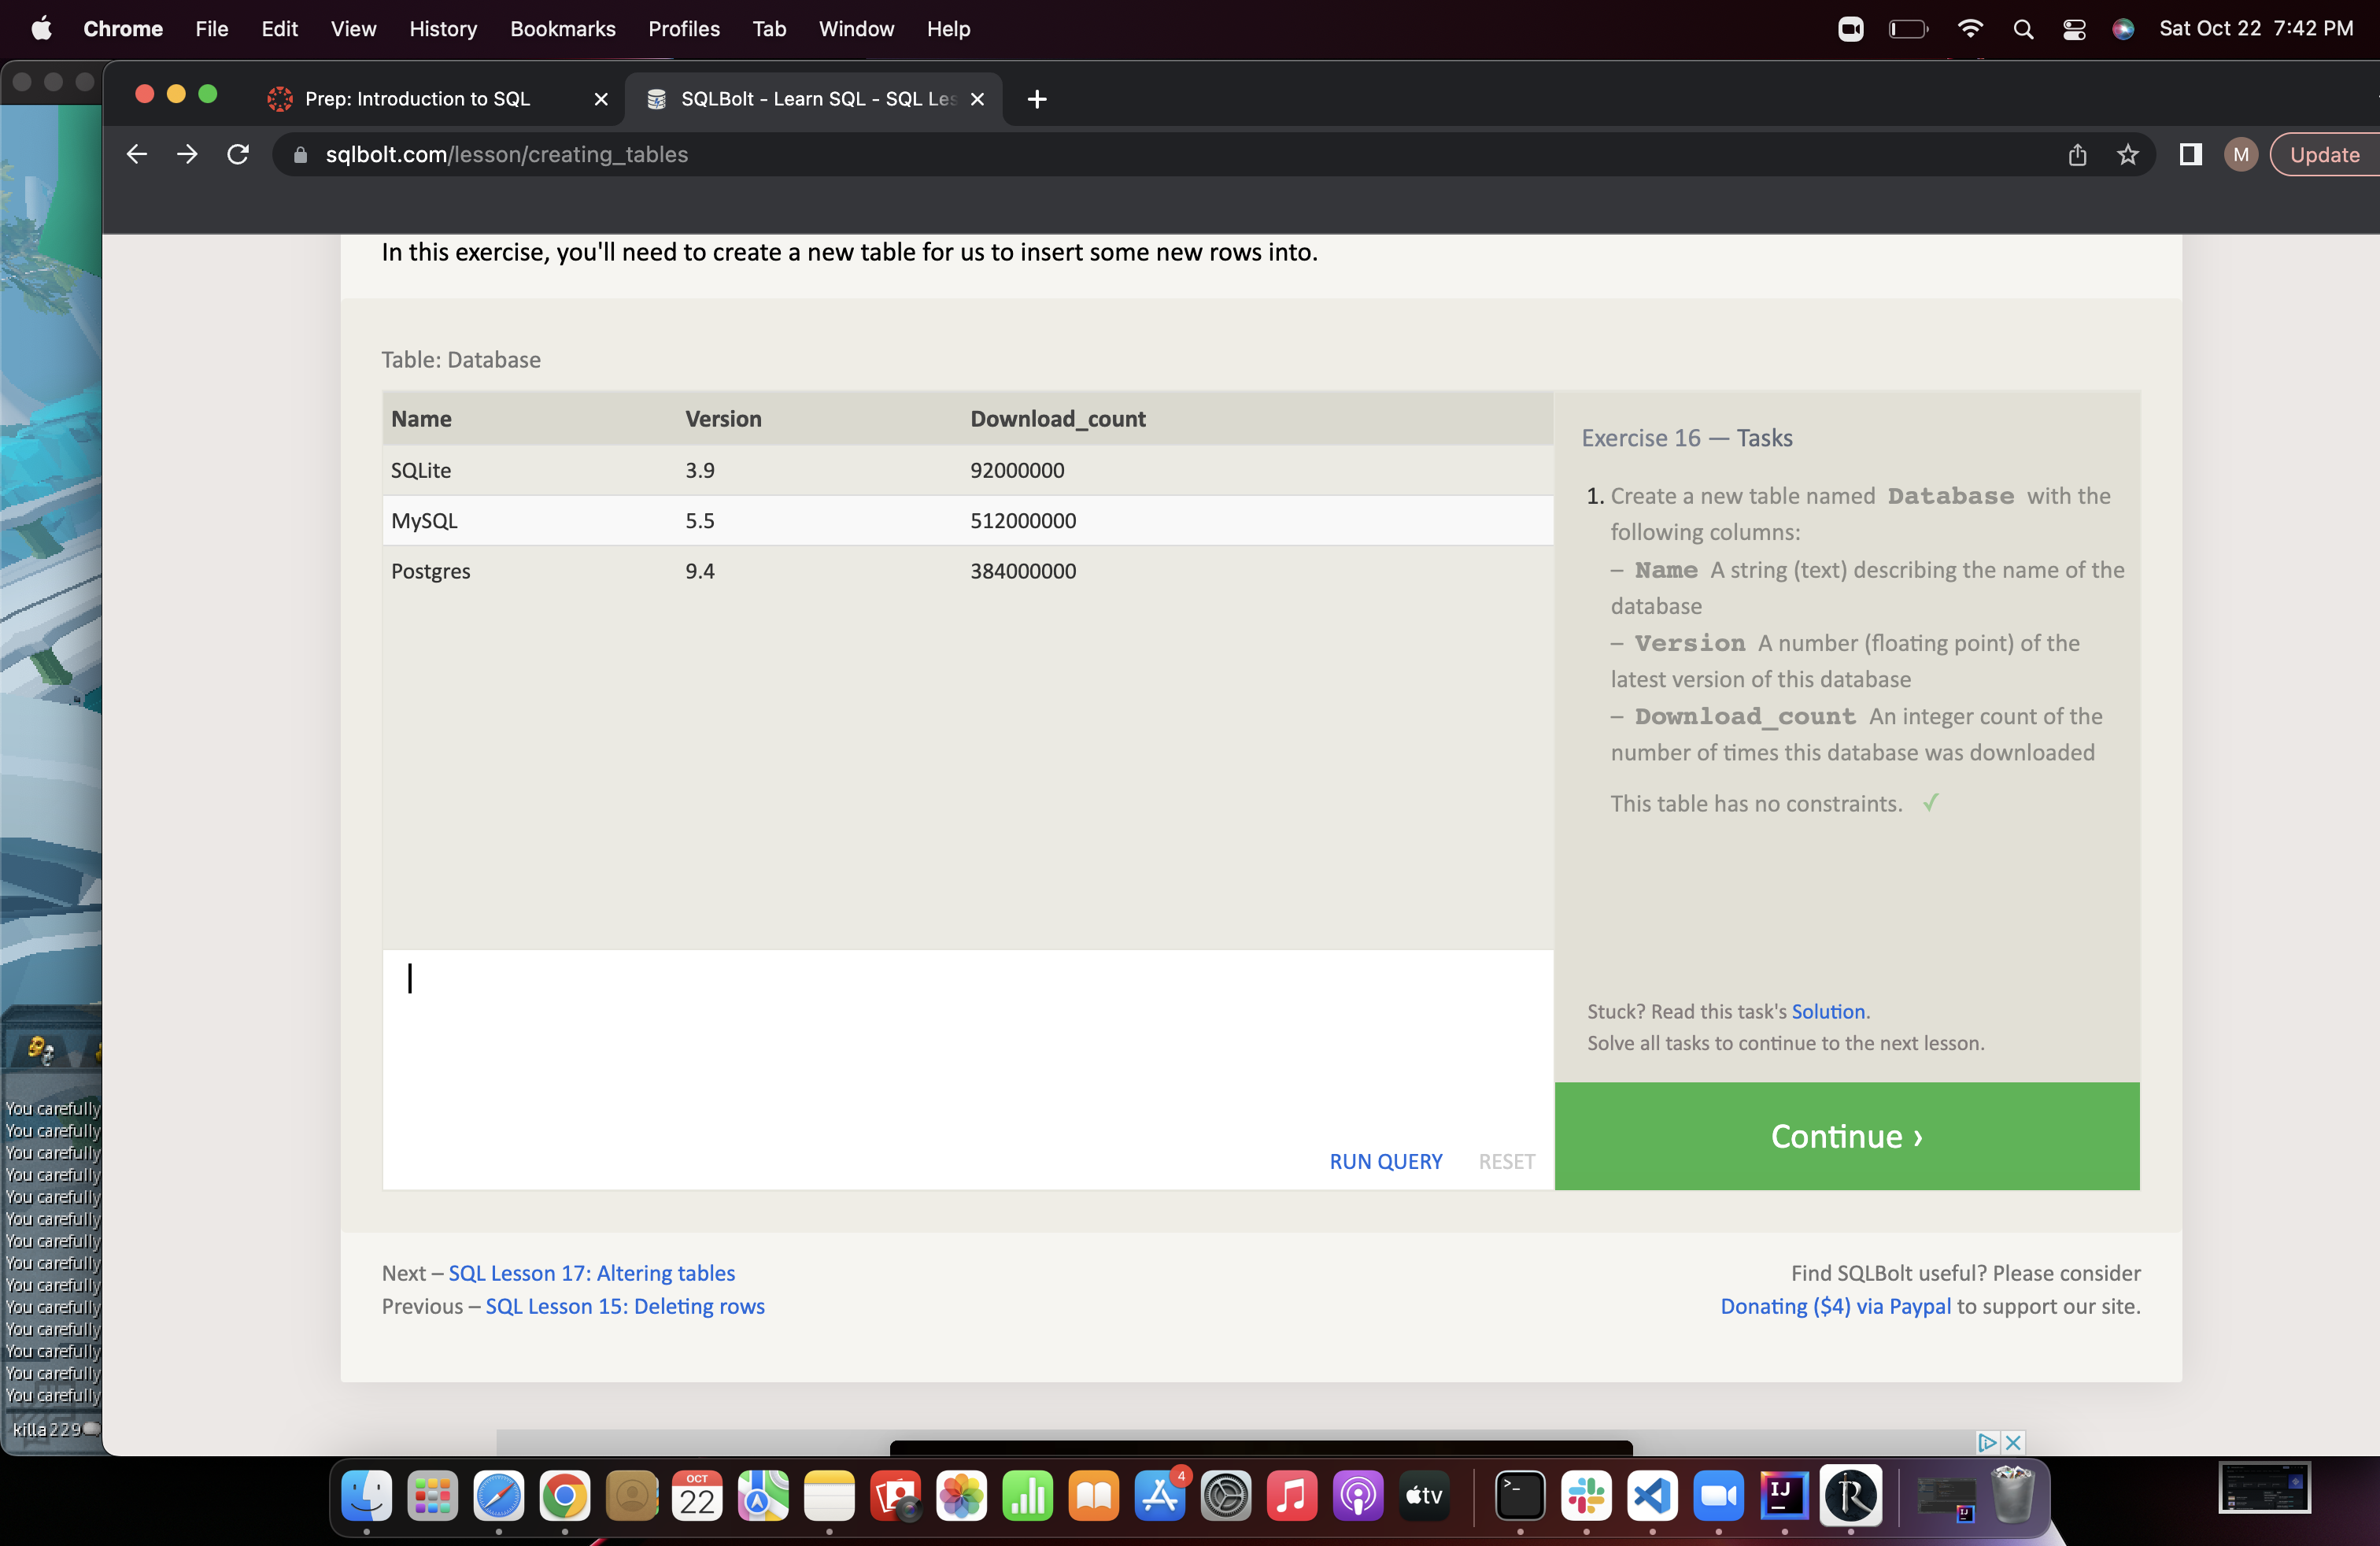 Chrome File Edit View History Bookmarks Profiles Tab Window Help Sat Oct 22 7:42 PM
Prep: Introduction to SQL
SQLBolt - Learn SQL - SQL Les
sqlbolt.com/lesson/creating_tables
M
Update
In this exercise, you'll need to create a new table for us to insert some new rows into.
Table: Database
Name Version Download_count
SQLite 3.9 92000000
MySQL 5.5 512000000
Postgres 9.4 384000000
Exercise 16 — Tasks
1. Create a new table named Database with the
following columns:
– Name A string (text) describing the name of the
database
– Version A number (floating point) of the
latest version of this database
– Download_count An integer count of the
number of times this database was downloaded
This table has no constraints. ✓
Stuck? Read this task's Solution.
Solve all tasks to continue to the next lesson.
RUN QUERY RESET
Continue ›
Next – SQL Lesson 17: Altering tables
Previous – SQL Lesson 15: Deleting rows
Find SQLBolt useful? Please consider
Donating ($4) via Paypal to support our site.
You carefully
You carefully
You carefully
You carefully
You carefully
You carefully
You carefully
You carefully
You carefully
You carefully
You carefully
You carefully
You carefully
You carefully
killa229
OCT
22
4
tv
>_
IJ
R
IJ